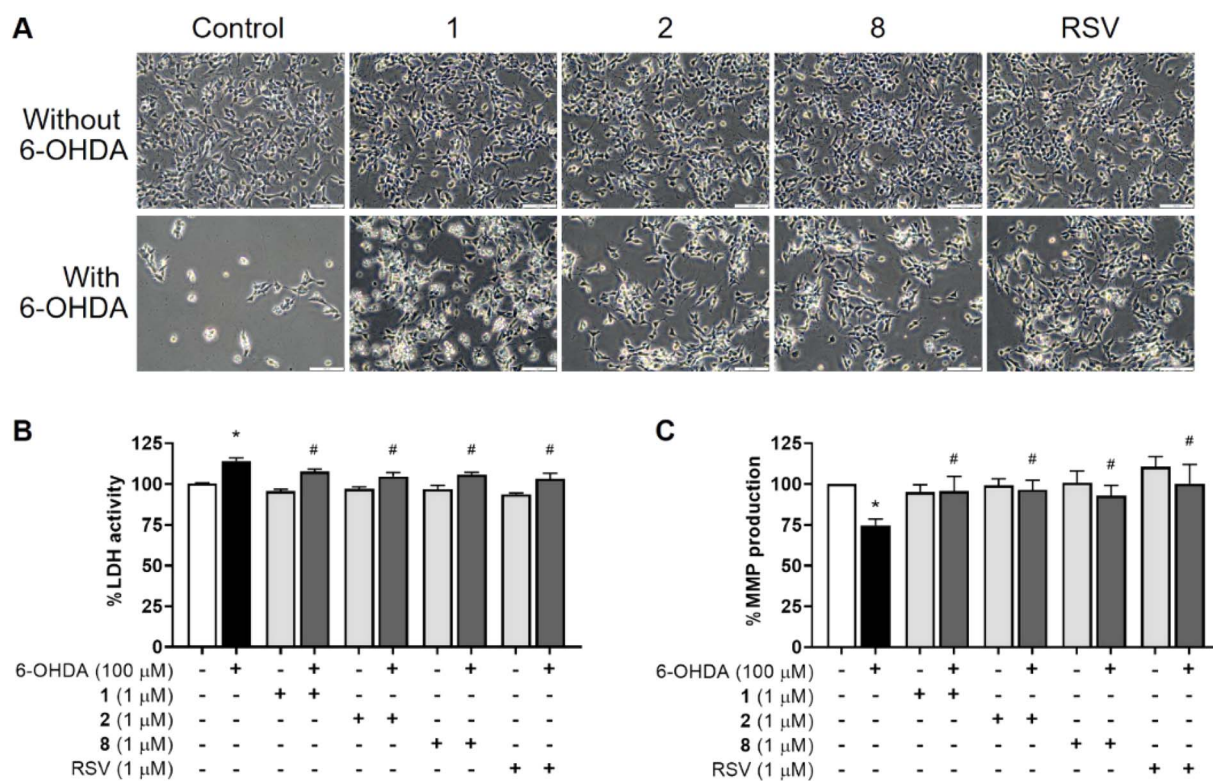 A
Control
1
2
8
RSV
Without
6-OHDA
With
6-OHDA
B
*
#
#
#
#
125
100
75
50
25
0
% LDH activity
6-OHDA (100 μM) - + - + - + - + - +
1 (1 μM) - - + + - - - - - -
2 (1 μM) - - - - + + - - - -
8 (1 μM) - - - - - - + + - -
RSV (1 μM) - - - - - - - - + +
C
*
#
#
#
#
125
100
75
50
25
0
% MMP production
6-OHDA (100 μM) - + - + - + - + - +
1 (1 μM) - - + + - - - - - -
2 (1 μM) - - - - + + - - - -
8 (1 μM) - - - - - - + + - -
RSV (1 μM) - - - - - - - - + +